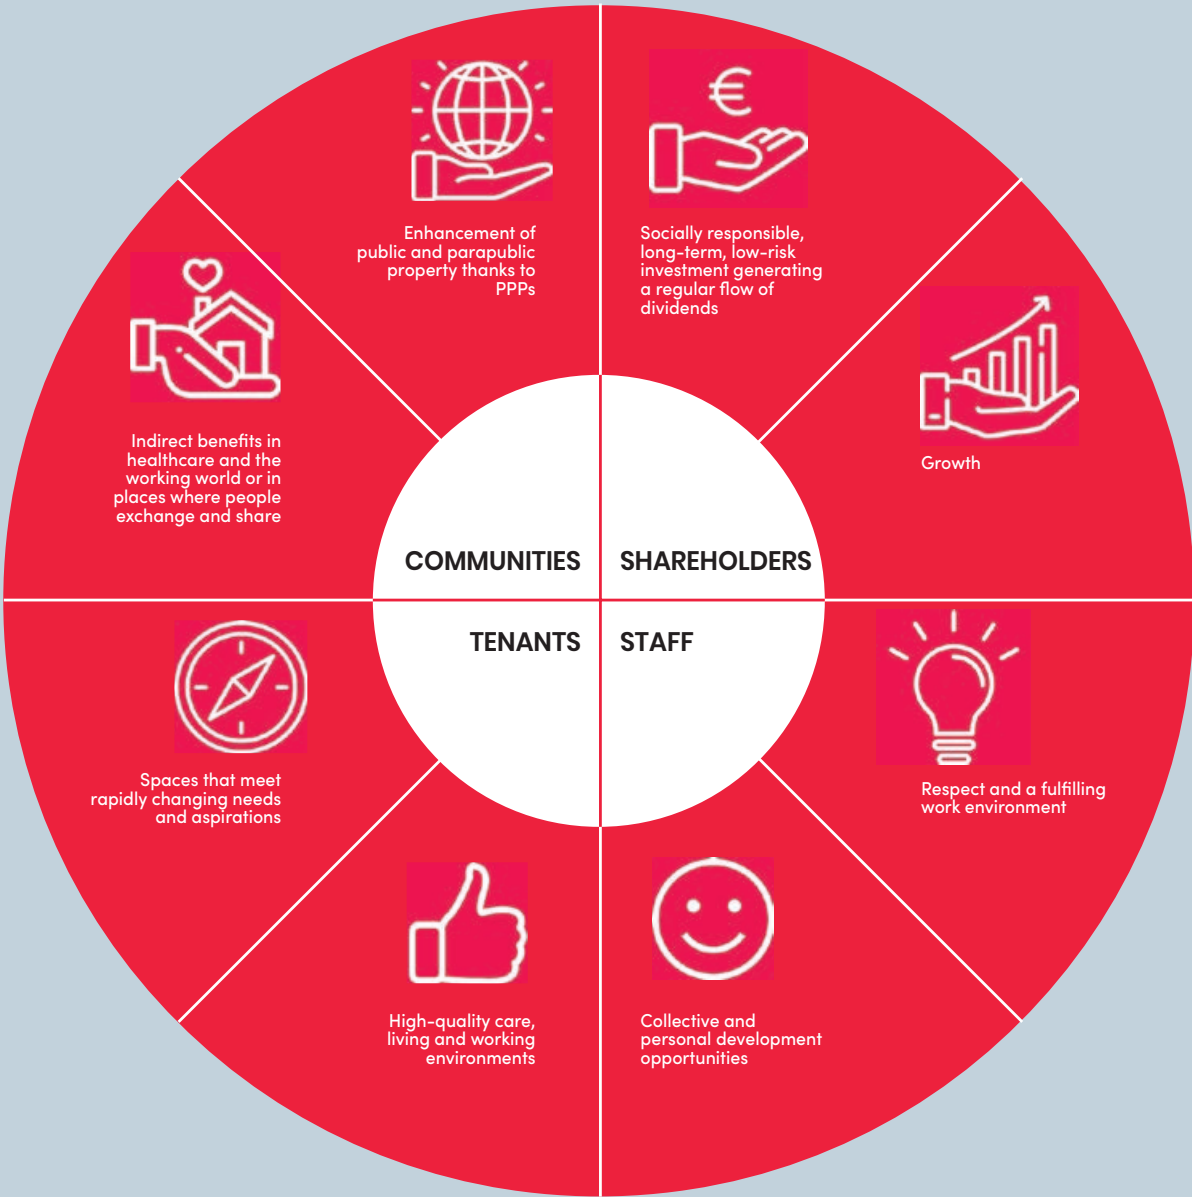 Enhancement of
public and parapublic
property thanks to
PPPs
Socially responsible,
long-term, low-risk
investment generating
a regular flow of
dividends
Indirect benefits in
healthcare and the
working world or in
places where people
exchange and share
Growth
COMMUNITIES
SHAREHOLDERS
TENANTS
STAFF
Spaces that meet
rapidly changing needs
and aspirations
Respect and a fulfilling
work environment
High-quality care,
living and working
environments
Collective and
personal development
opportunities